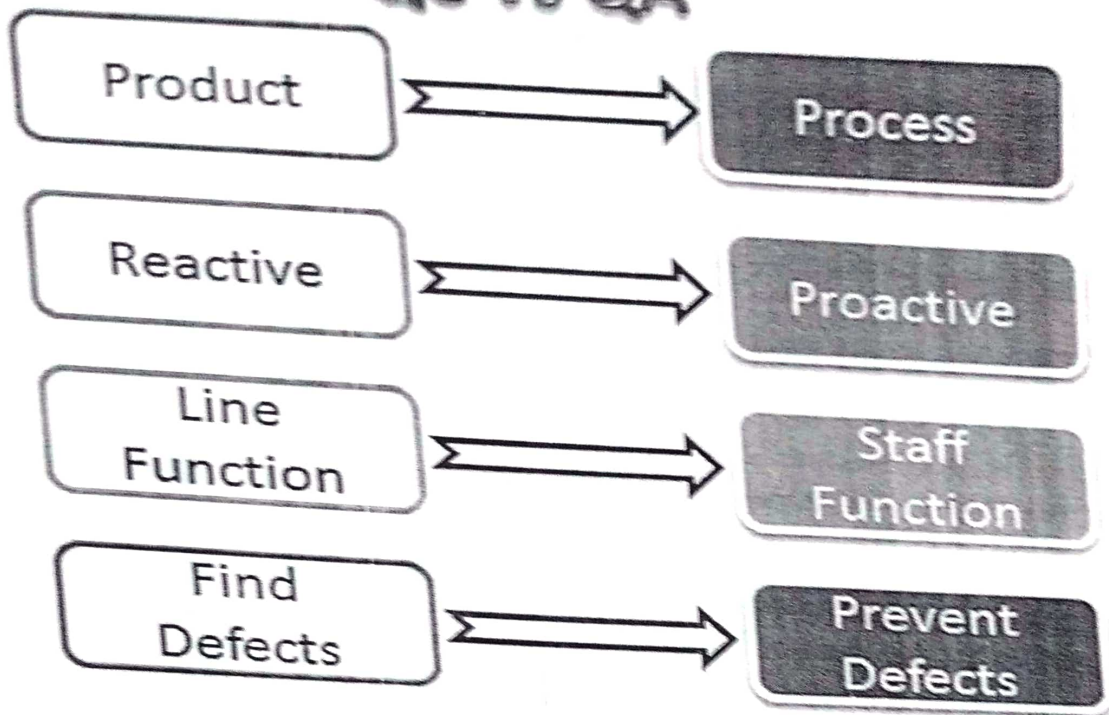 Product
Process
Reactive
Proactive
Line
Function
Staff
Function
Find
Defects
Prevent
Defects